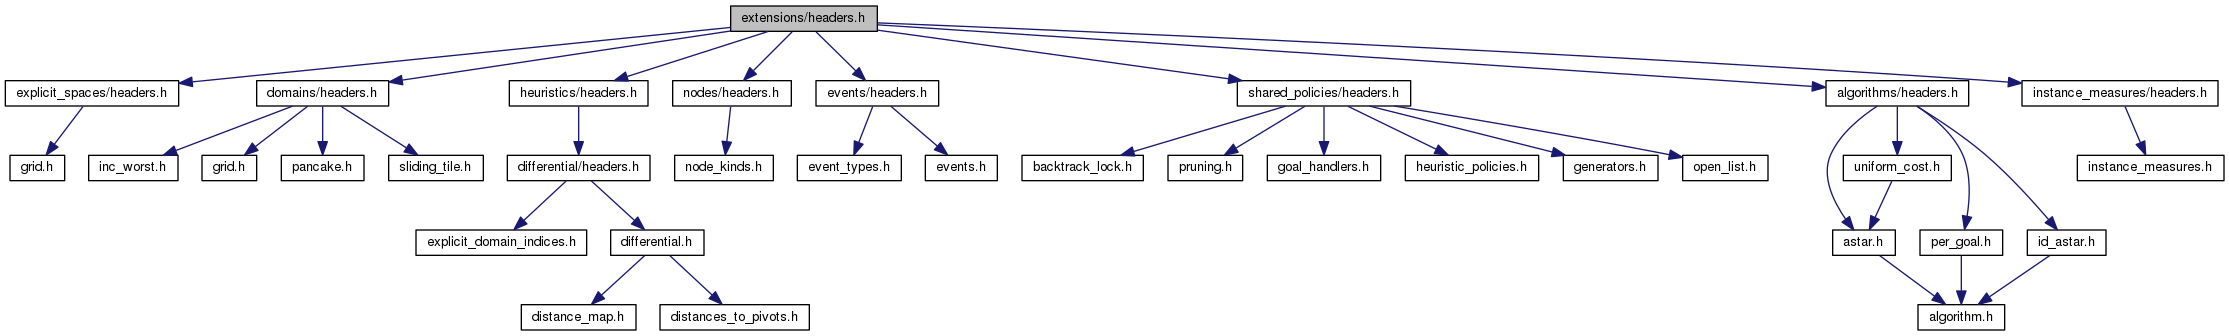 extensions/headers.h
explicit_spaces/headers.h
domains/headers.h
heuristics/headers.h
nodes/headers.h
events/headers.h
shared_policies/headers.h
algorithms/headers.h
instance_measures/headers.h
grid.h
inc_worst.h
grid.h
pancake.h
sliding_tile.h
differential/headers.h
node_kinds.h
event_types.h
events.h
backtrack_lock.h
pruning.h
goal_handlers.h
heuristic_policies.h
generators.h
open_list.h
uniform_cost.h
instance_measures.h
explicit_domain_indices.h
differential.h
astar.h
per_goal.h
id_astar.h
distance_map.h
distances_to_pivots.h
algorithm.h